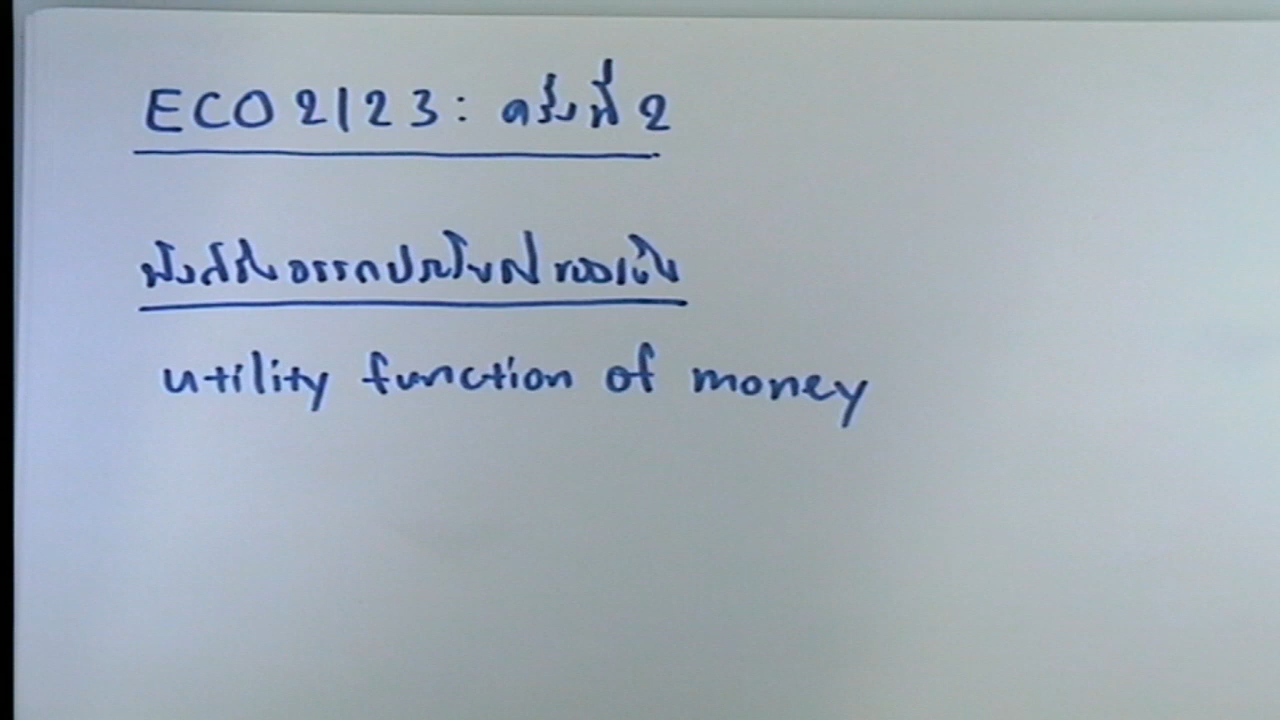 ECO 2123: ครั้งที่ 2
ฟังก์ชันอรรถประโยชน์ของเงิน
utility function of money